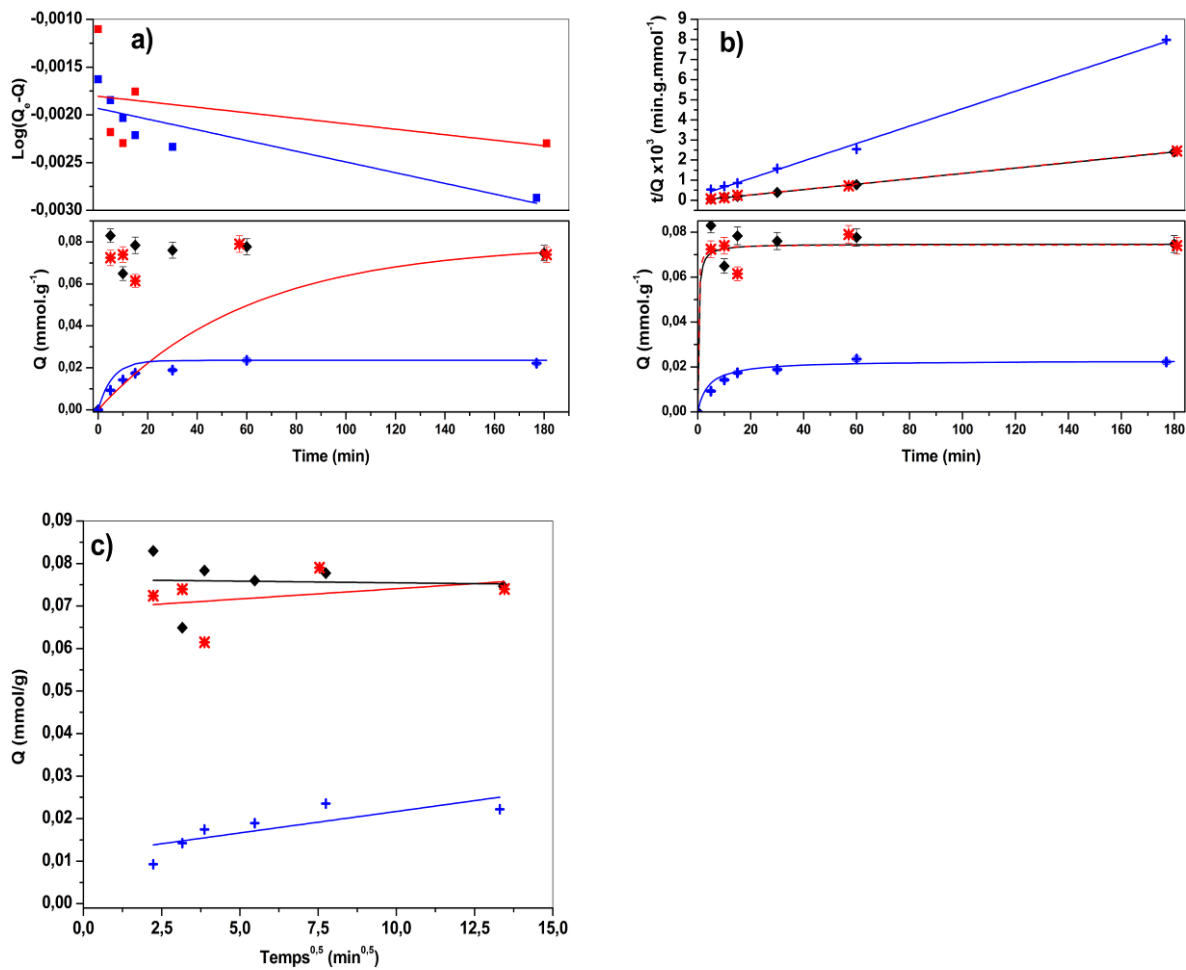 a)
Log(Qₑ-Q)
-0,0010
-0,0015
-0,0020
-0,0025
-0,0030
Q (mmol.g⁻¹)
0,08
0,06
0,04
0,02
0,00
0 20 40 60 80 100 120 140 160 180
Time (min)
b)
t/Q x10³ (min.g.mmol⁻¹)
8
7
6
5
4
3
2
1
0
Q (mmol.g⁻¹)
0,08
0,06
0,04
0,02
0,00
0 20 40 60 80 100 120 140 160 180
Time (min)
c)
Q (mmol/g)
0,09
0,08
0,07
0,06
0,05
0,04
0,03
0,02
0,01
0,00
0,0 2,5 5,0 7,5 10,0 12,5 15,0
Temps⁰,⁵ (min⁰,⁵)